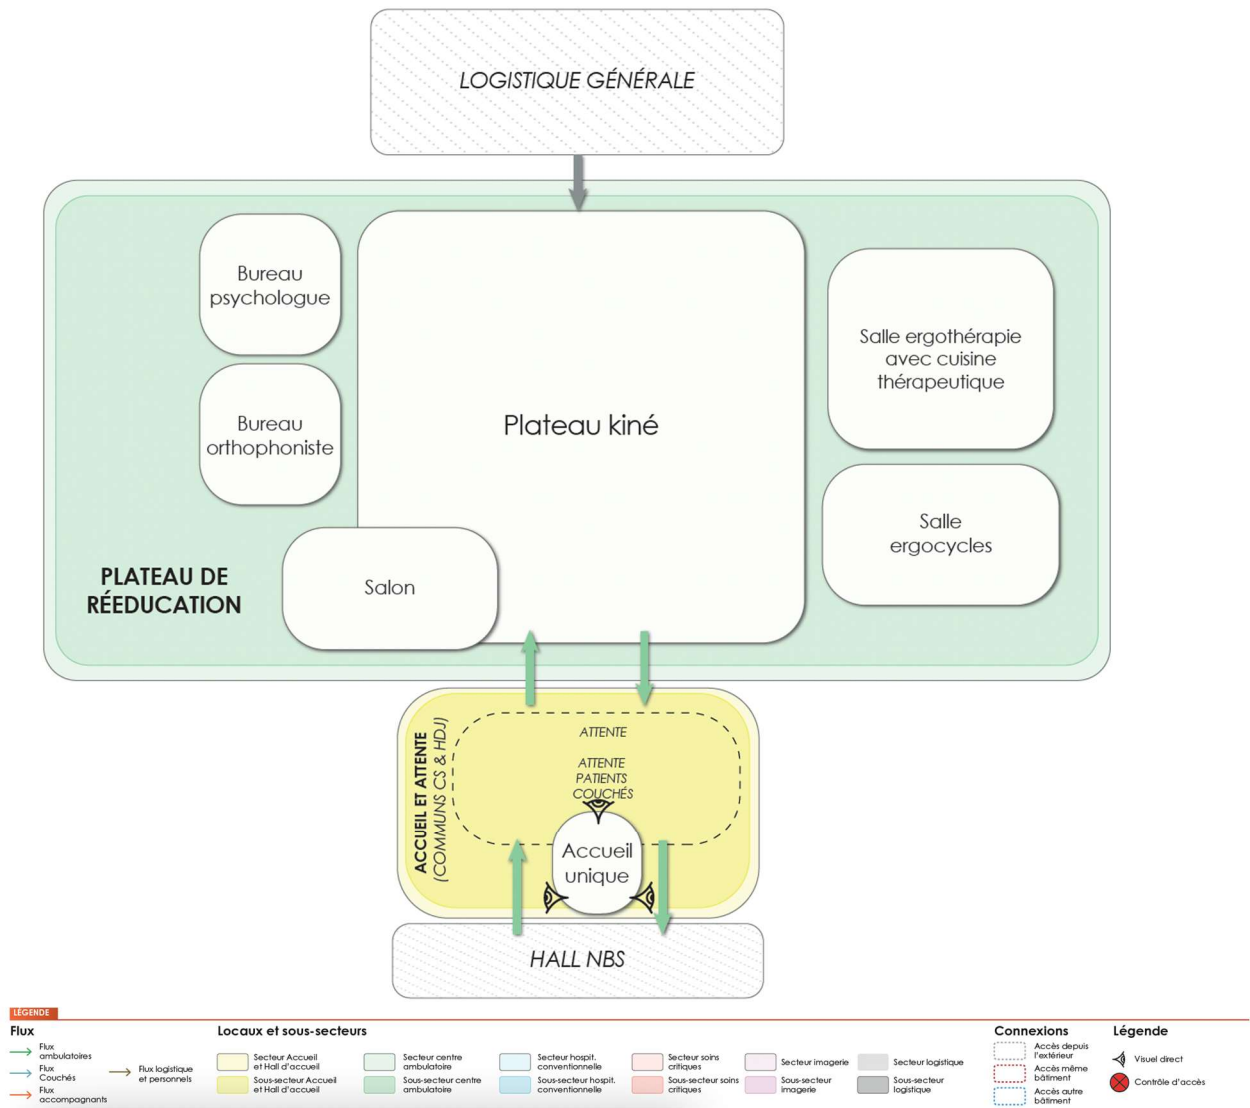 LOGISTIQUE GÉNÉRALE
Bureau
psychologue
Bureau
orthophoniste
Plateau kiné
Salle ergothérapie
avec cuisine
thérapeutique
Salle
ergocycles
Salon
PLATEAU DE
RÉEDUCATION
ACCUEIL ET ATTENTE
(COMMUNS CS & HDJ)
ATTENTE
ATTENTE
PATIENTS
COUCHÉS
Accueil
unique
HALL NBS
LÉGENDE
Flux
Flux
ambulatoires
Flux
Couchés
Flux
accompagnants
Flux logistique
et personnels
Locaux et sous-secteurs
Secteur Accueil
et Hall d'accueil
Sous-secteur Accueil
et Hall d'accueil
Secteur centre
ambulatoire
Sous-secteur centre
ambulatoire
Secteur hospit.
conventionnelle
Sous-secteur hospit.
conventionnelle
Secteur soins
critiques
Sous-secteur soins
critiques
Secteur imagerie
Sous-secteur
imagerie
Secteur logistique
Sous-secteur
logistique
Connexions
Accès depuis
l'extérieur
Accès même
bâtiment
Accès autre
bâtiment
Légende
Visuel direct
Contrôle d'accès